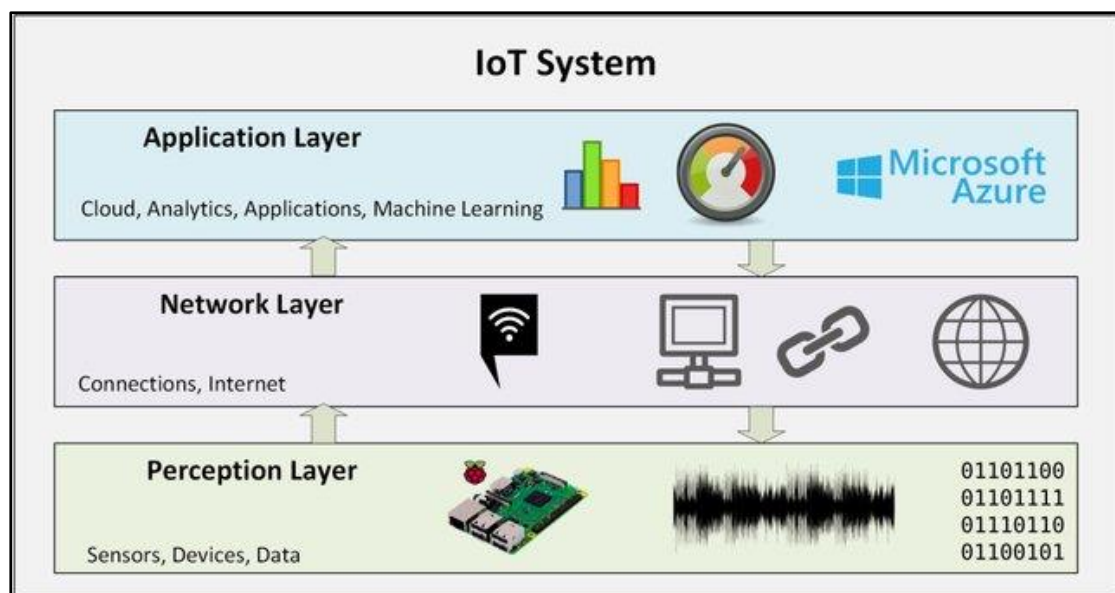 IoT System
Application Layer
Cloud, Analytics, Applications, Machine Learning
Microsoft
Azure
Network Layer
Connections, Internet
Perception Layer
Sensors, Devices, Data
01101100
01101111
01110110
01100101